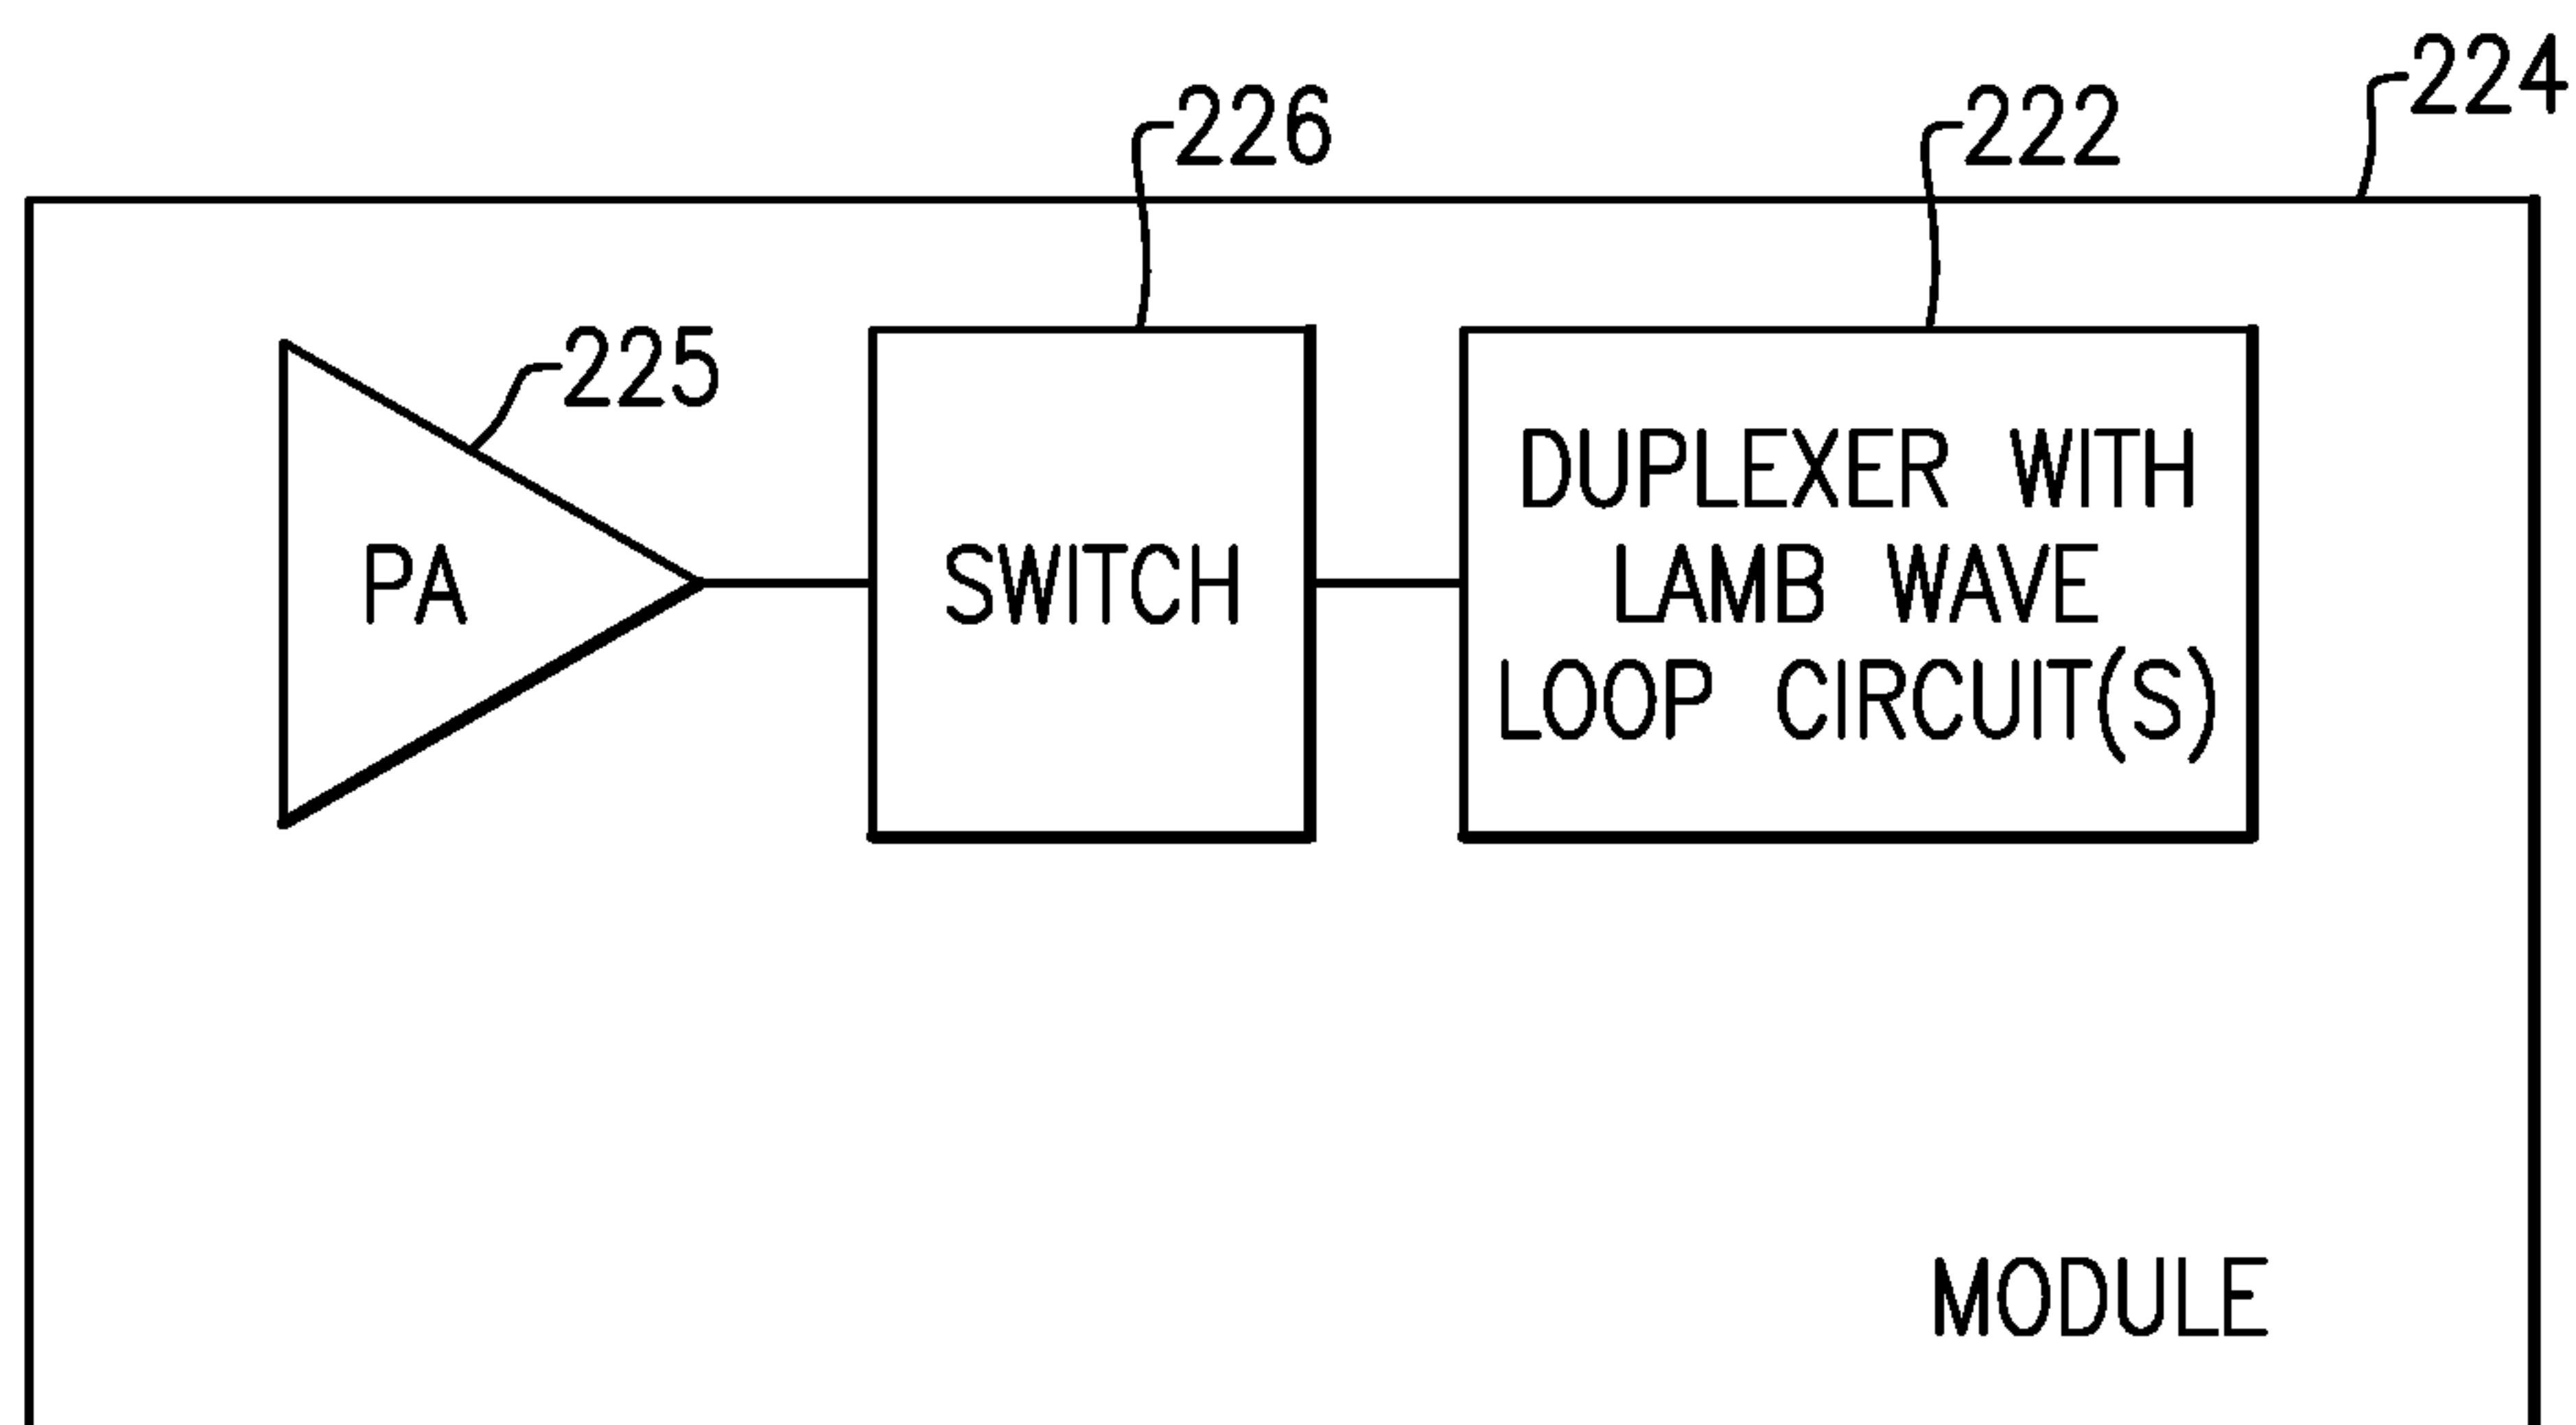 224
226
222
225
PA
SWITCH
DUPLEXER WITH
LAMB WAVE
LOOP CIRCUIT(S)
MODULE